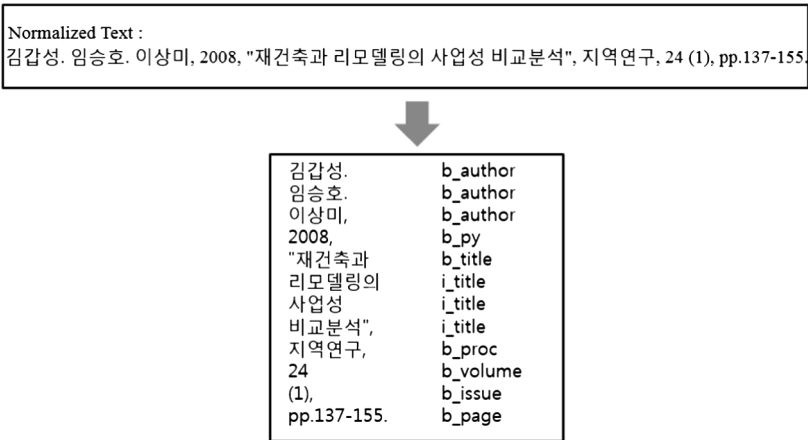 Normalized Text :
김갑성. 임승호. 이상미, 2008, "재건축과 리모델링의 사업성 비교분석", 지역연구, 24 (1), pp.137-155.
김갑성. b_author
임승호. b_author
이상미, b_author
2008, b_py
"재건축과 b_title
리모델링의 i_title
사업성 i_title
비교분석", i_title
지역연구, b_proc
24 b_volume
(1), b_issue
pp.137-155. b_page